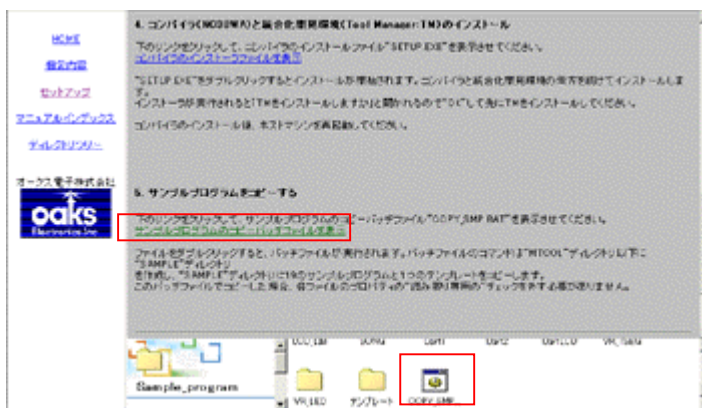 HOME
梱包内容
セットアップ
マニュアルインデックス
ディレクトリツリー
オークス電子株式会社
oaks
Electronics Inc
4. コンパイラ(NC30WA)と統合化開発環境(Tool Manager:TM)のインストール
下のリンクをクリックして、コンパイラのインストールファイル"SETUP.EXE"を表示させてください。
コンパイラのインストーラファイルを表示
"SETUP.EXE"をダブルクリックするとインストールが開始されます。コンパイラと統合化開発環境の両方を続けてインストールします。
インストーラが実行されると「TMをインストールしますか」と聞かれるので"OK"して先にTMをインストールしてください。
コンパイラのインストール後、ホストマシンを再起動してください。
5. サンプルプログラムをコピーする
下のリンクをクリックして、サンプルプログラムのコピーバッチファイル"COPY_SMP.BAT"を表示させてください。
サンプルプログラムのコピーバッチファイルを表示
ファイルをダブルクリックすると、バッチファイルが実行されます。バッチファイルのコマンドは"MTOOL"ディレクトリ以下に
"SAMPLE"ディレクトリ
を作成し、"SAMPLE"ディレクトリに19のサンプルプログラムと1つのテンプレートをコピーします。
このバッチファイルでコピーした場合、各ファイルのプロパティの"読み取り専用の"チェックを外する必要がありません。
Sample_program
Uart1
Uart2
VR_LED
テンプレート
COPY_SMP...